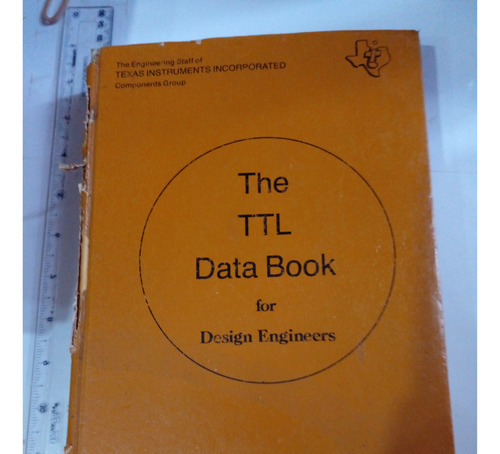 The Engineering Staff of
TEXAS INSTRUMENTS INCORPORATED
Components Group
The
TTL
Data Book
for
Design Engineers